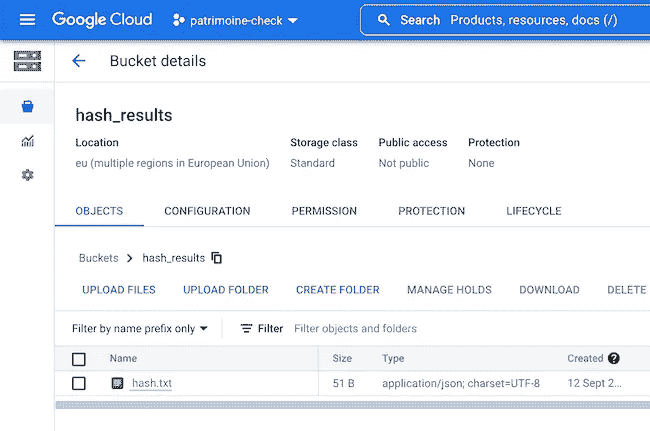 Google Cloud patrimoine-check Search Products, resources, docs (/)
Bucket details
hash_results
Location Storage class Public access Protection
eu (multiple regions in European Union) Standard Not public None
OBJECTS CONFIGURATION PERMISSION PROTECTION LIFECYCLE
Buckets > hash_results
UPLOAD FILES UPLOAD FOLDER CREATE FOLDER MANAGE HOLDS DOWNLOAD DELETE
Filter by name prefix only Filter Filter objects and folders
Name Size Type Created ?
hash.txt 51 B application/json; charset=UTF-8 12 Sept 2...